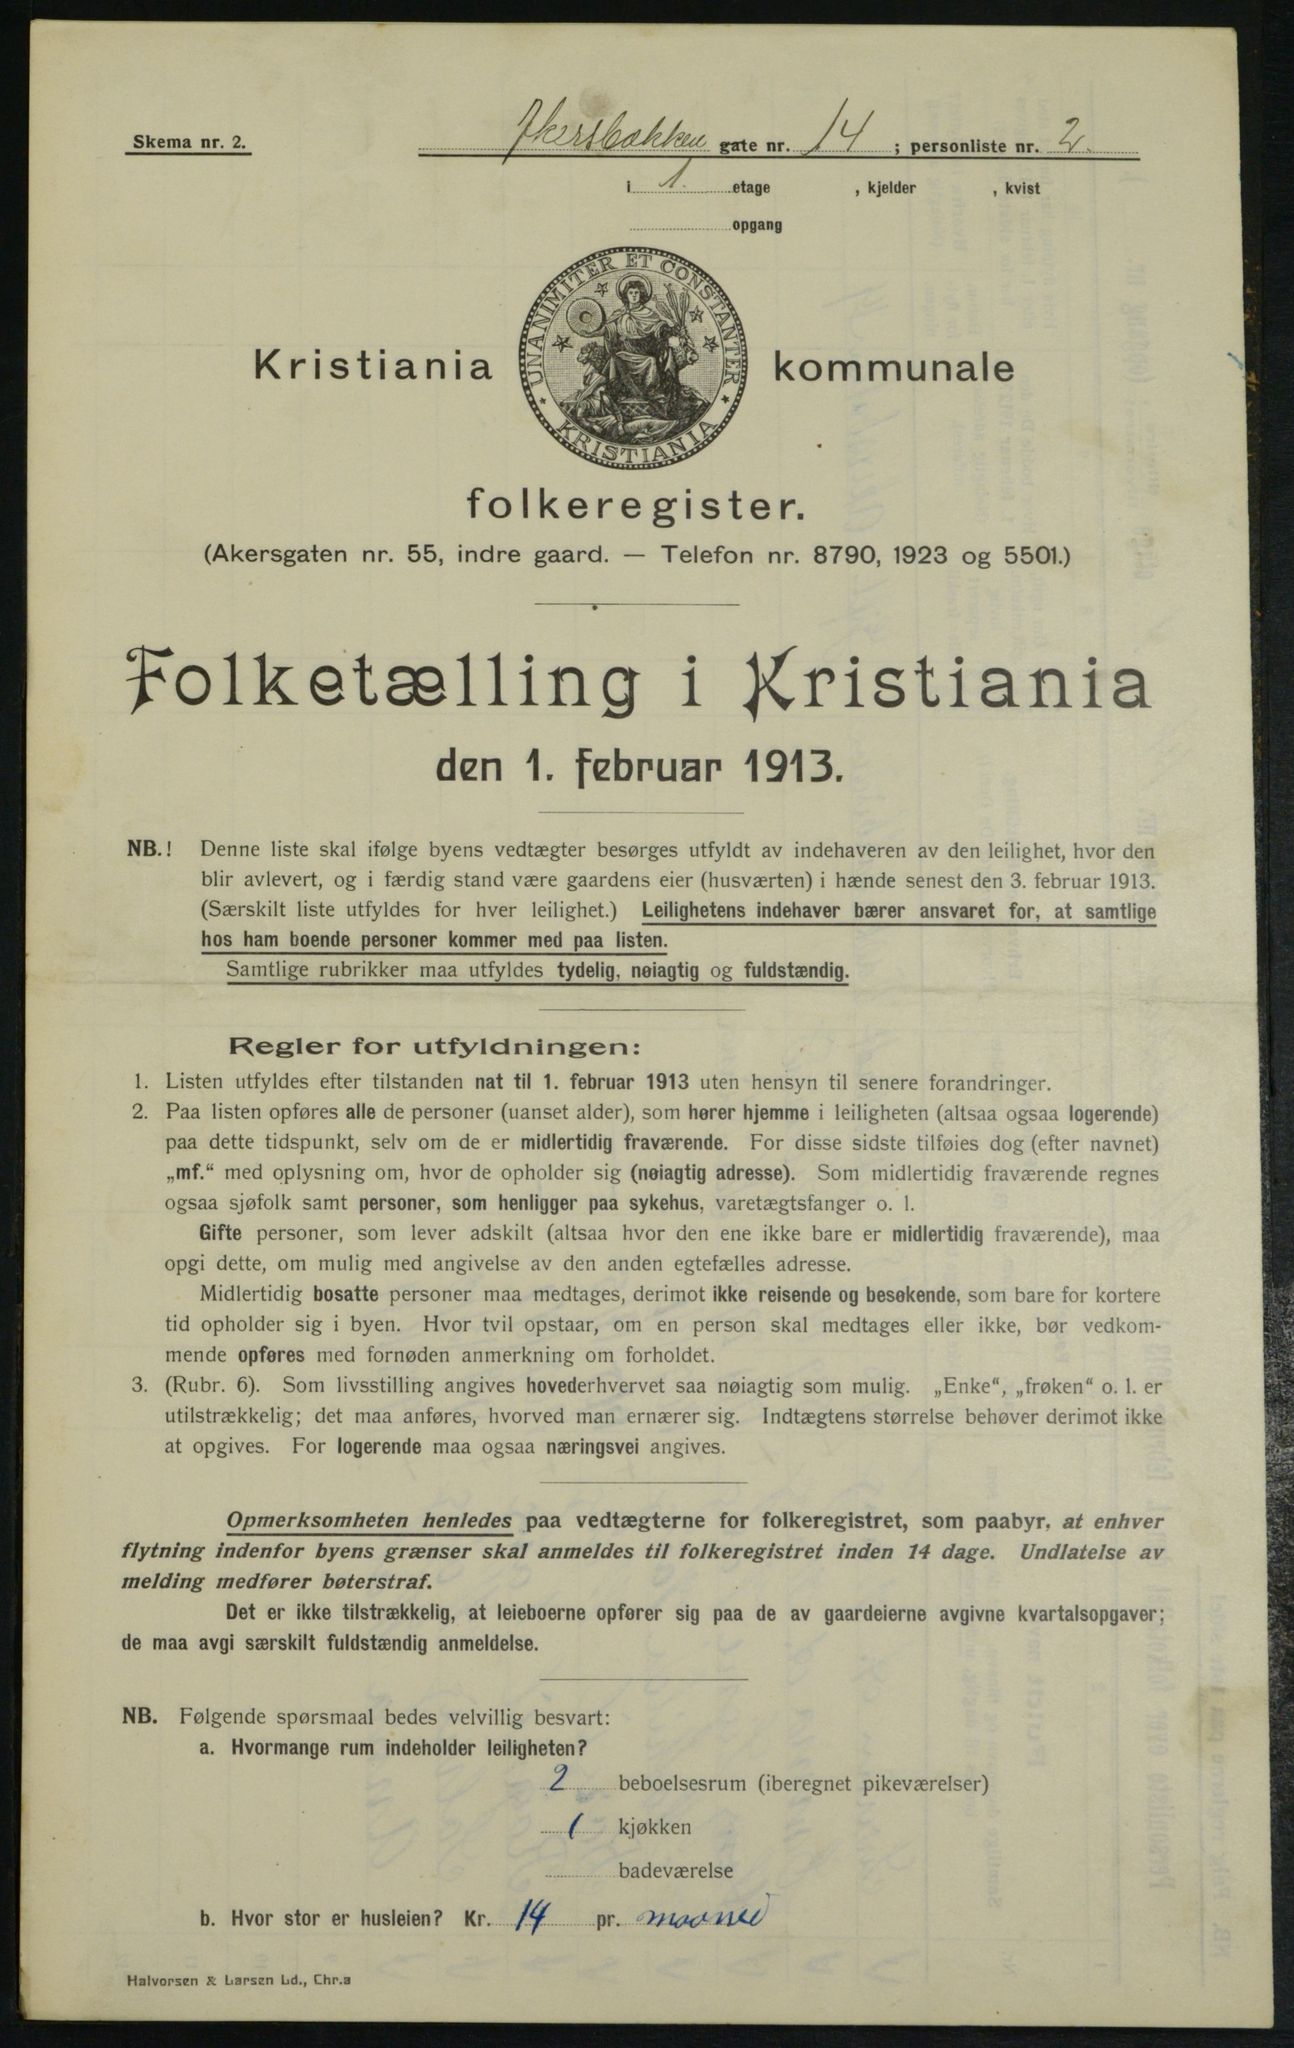 Skema nr. 2.
Akersbakken gate nr. 14 ; personliste nr. 2.
i 1. etage , kjelder , kvist
opgang
UNANIMITER ET CONSTANTER
KRISTIANIA
Kristiania kommunale
folkeregister.
(Akersgaten nr. 55, indre gaard. — Telefon nr. 8790, 1923 og 5501.)
Folketælling i Kristiania
den 1. februar 1913.
NB.! Denne liste skal ifølge byens vedtægter besørges utfyldt av indehaveren av den leilighet, hvor den
blir avlevert, og i færdig stand være gaardens eier (husværten) i hænde senest den 3. februar 1913.
(Særskilt liste utfyldes for hver leilighet.) Leilighetens indehaver bærer ansvaret for, at samtlige
hos ham boende personer kommer med paa listen.
Samtlige rubrikker maa utfyldes tydelig, nøiagtig og fuldstændig.
Regler for utfyldningen:
1. Listen utfyldes efter tilstanden nat til 1. februar 1913 uten hensyn til senere forandringer.
2. Paa listen opføres alle de personer (uanset alder), som hører hjemme i leiligheten (altsaa ogsaa logerende)
paa dette tidspunkt, selv om de er midlertidig fraværende. For disse sidste tilføies dog (efter navnet)
„mf.“ med oplysning om, hvor de opholder sig (nøiagtig adresse). Som midlertidig fraværende regnes
ogsaa sjøfolk samt personer, som henligger paa sykehus, varetægtsfanger o. l.
Gifte personer, som lever adskilt (altsaa hvor den ene ikke bare er midlertidig fraværende), maa
opgi dette, om mulig med angivelse av den anden egtefælles adresse.
Midlertidig bosatte personer maa medtages, derimot ikke reisende og besøkende, som bare for kortere
tid opholder sig i byen. Hvor tvil opstaar, om en person skal medtages eller ikke, bør vedkom-
mende opføres med fornøden anmerkning om forholdet.
3. (Rubr. 6). Som livsstilling angives hovederhvervet saa nøiagtig som mulig. „Enke“, „frøken“ o. l. er
utilstrækkelig; det maa anføres, hvorved man ernærer sig. Indtægtens størrelse behøver derimot ikke
at opgives. For logerende maa ogsaa næringsvei angives.
Opmerksomheten henledes paa vedtægterne for folkeregistret, som paabyr, at enhver
flytning indenfor byens grænser skal anmeldes til folkeregistret inden 14 dage. Undlatelse av
melding medfører bøterstraf.
Det er ikke tilstrækkelig, at leieboerne opfører sig paa de av gaardeierne avgivne kvartalsopgaver;
de maa avgi særskilt fuldstændig anmeldelse.
NB. Følgende spørsmaal bedes velvillig besvart:
a. Hvormange rum indeholder leiligheten?
2 beboelsesrum (iberegnet pikeværelser)
1 kjøkken
badeværelse
b. Hvor stor er husleien? Kr. 14 pr. maaned
Halvorsen & Larsen Ld., Chr.a